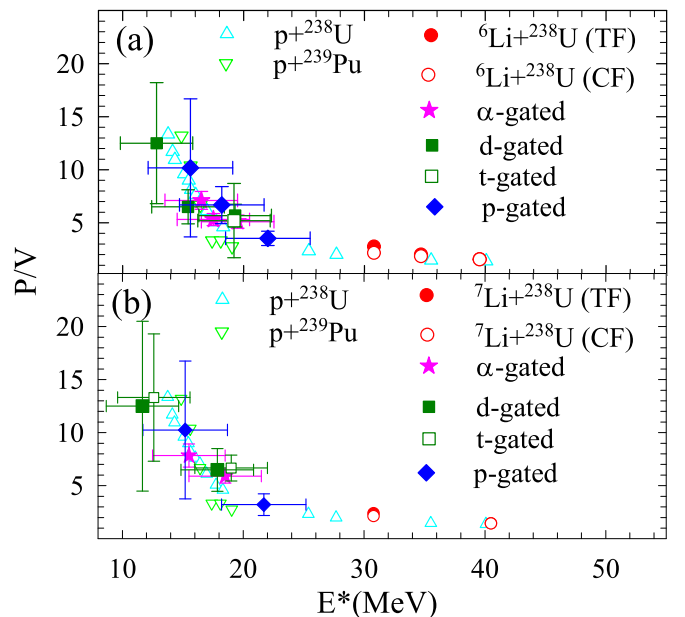 (a)
p+²³⁸U
p+²³⁹Pu
⁶Li+²³⁸U (TF)
⁶Li+²³⁸U (CF)
α-gated
d-gated
t-gated
p-gated
20
15
10
5
P/V
(b)
p+²³⁸U
p+²³⁹Pu
⁷Li+²³⁸U (TF)
⁷Li+²³⁸U (CF)
α-gated
d-gated
t-gated
p-gated
20
15
10
5
10 20 30 40 50
E*(MeV)